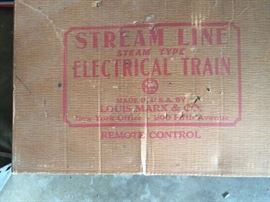 STREAM LINE
STEAM TYPE
ELECTRICAL TRAIN
MADE IN U.S.A. BY
LOUIS MARX & CO.
New York Office - 200 Fifth Avenue
REMOTE CONTROL